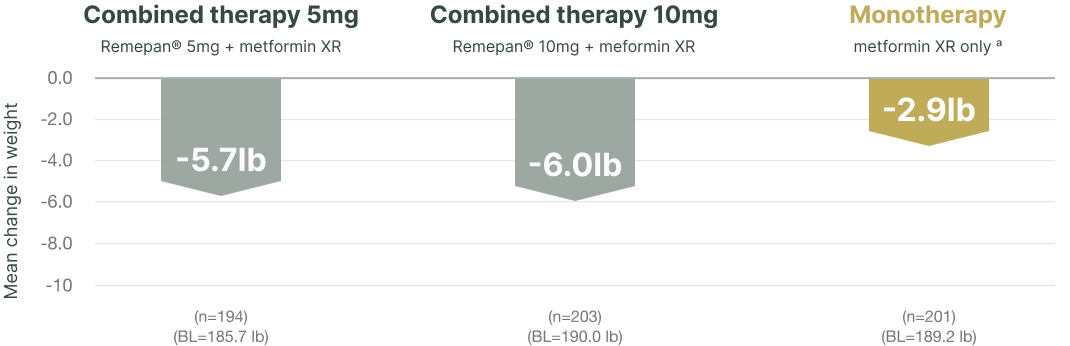 Combined therapy 5mg
Remepan® 5mg + metformin XR
Combined therapy 10mg
Remepan® 10mg + meformin XR
Monotherapy
metformin XR only ª
Mean change in weight
0.0
-2.0
-4.0
-6.0
-8.0
-10
-5.7lb
-6.0lb
-2.9lb
(n=194)
(BL=185.7 lb)
(n=203)
(BL=190.0 lb)
(n=201)
(BL=189.2 lb)